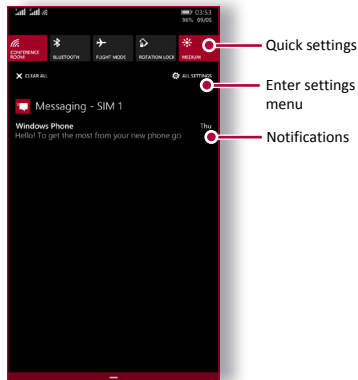 03:53
96% 09/05
CONFERENCE ROOM
BLUETOOTH
FLIGHT MODE
ROTATION LOCK
MEDIUM
Quick settings
CLEAR ALL
ALL SETTINGS
Enter settings
menu
Messaging - SIM 1
Windows Phone
Thu
Hello! To get the most from your new phone go
Notifications